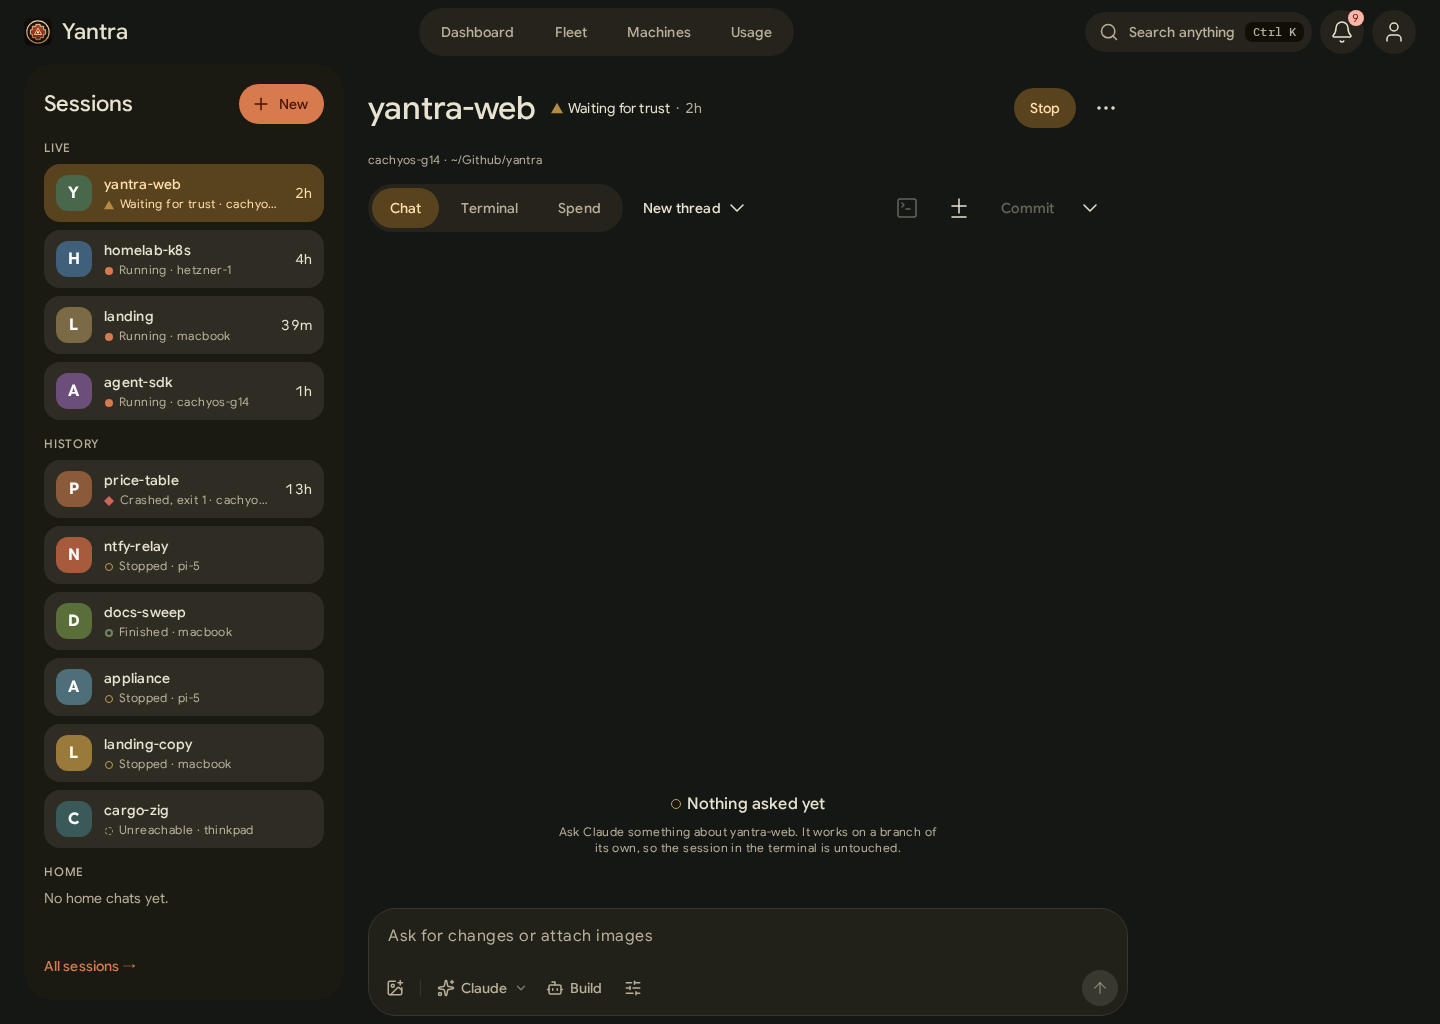 Yantra
Dashboard
Fleet
Machines
Usage
Search anything
Ctrl K
9
Sessions
New
LIVE
Y
yantra-web
Waiting for trust · cachyo...
2h
H
homelab-k8s
Running · hetzner-1
4h
L
landing
Running · macbook
39m
A
agent-sdk
Running · cachyos-g14
1h
HISTORY
P
price-table
Crashed, exit 1 · cachyo...
13h
N
ntfy-relay
Stopped · pi-5
D
docs-sweep
Finished · macbook
A
appliance
Stopped · pi-5
L
landing-copy
Stopped · macbook
C
cargo-zig
Unreachable · thinkpad
HOME
No home chats yet.
All sessions →
yantra-web
Waiting for trust · 2h
Stop
cachyos-g14 · ~/Github/yantra
Chat
Terminal
Spend
New thread
Commit
Nothing asked yet
Ask Claude something about yantra-web. It works on a branch of
its own, so the session in the terminal is untouched.
Ask for changes or attach images
Claude
Build